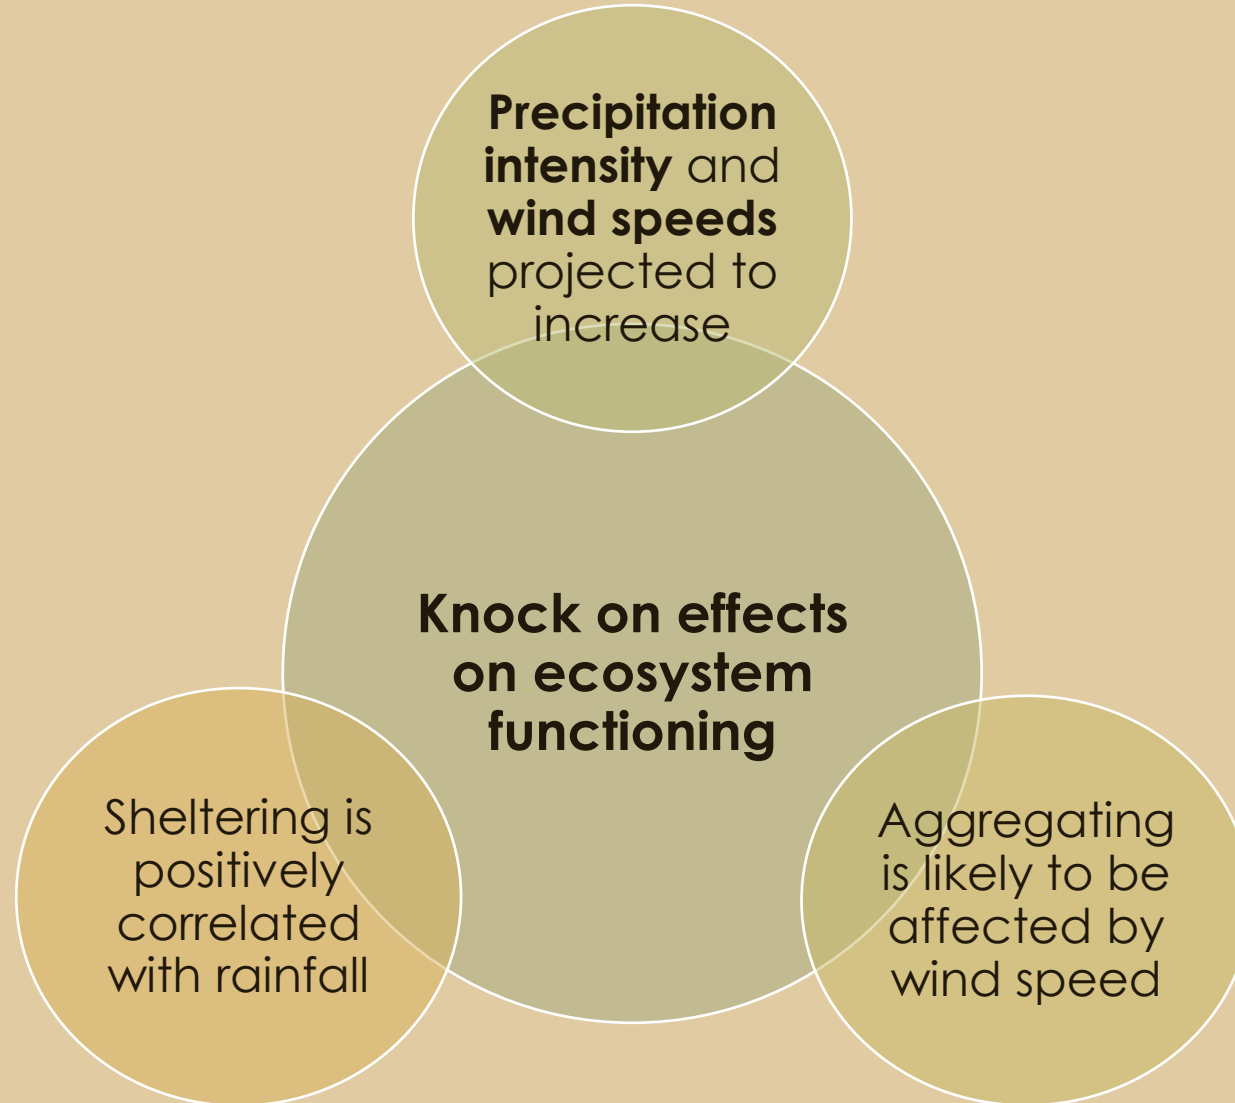 Precipitation
intensity and
wind speeds
projected to
increase
Knock on effects
on ecosystem
functioning
Sheltering is
positively
correlated
with rainfall
Aggregating
is likely to be
affected by
wind speed